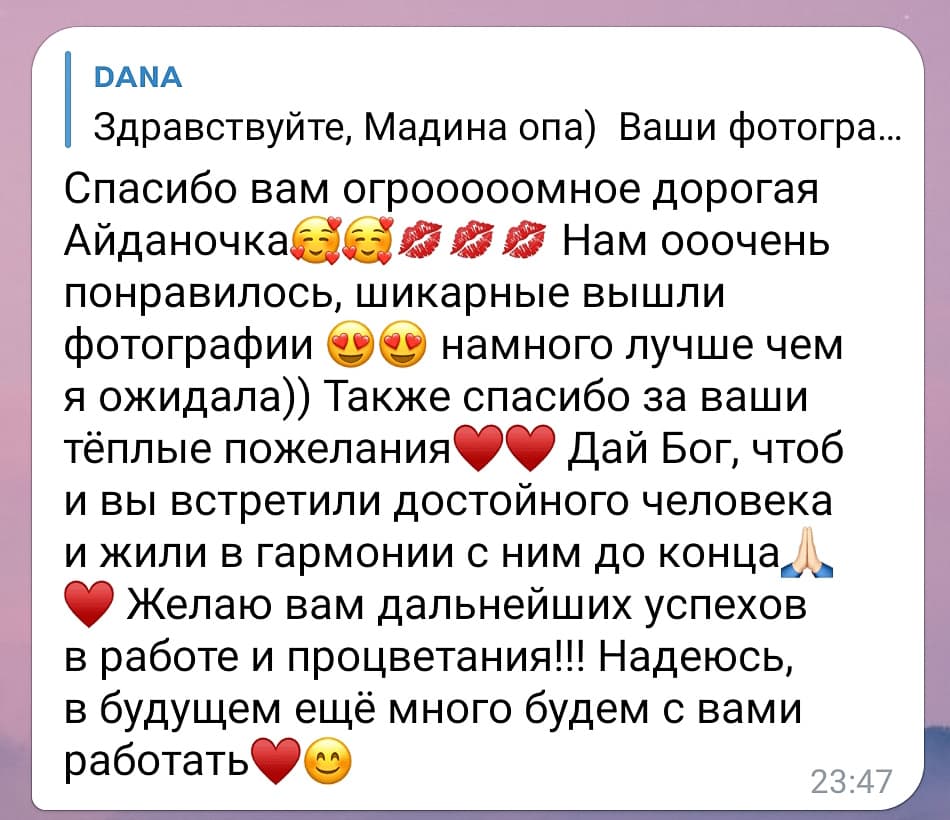 DANA
Здравствуйте, Мадина опа)  Ваши фотогра...
Спасибо вам огрооооомное дорогая
Айданочка🥰🥰💋💋💋 Нам ооочень
понравилось, шикарные вышли
фотографии 😍😍 намного лучше чем
я ожидала)) Также спасибо за ваши
тёплые пожелания♥️♥️ Дай Бог, чтоб
и вы встретили достойного человека
и жили в гармонии с ним до конца🙏🏻
♥️ Желаю вам дальнейших успехов
в работе и процветания!!! Надеюсь,
в будущем ещё много будем с вами
работать♥️😊
23:47